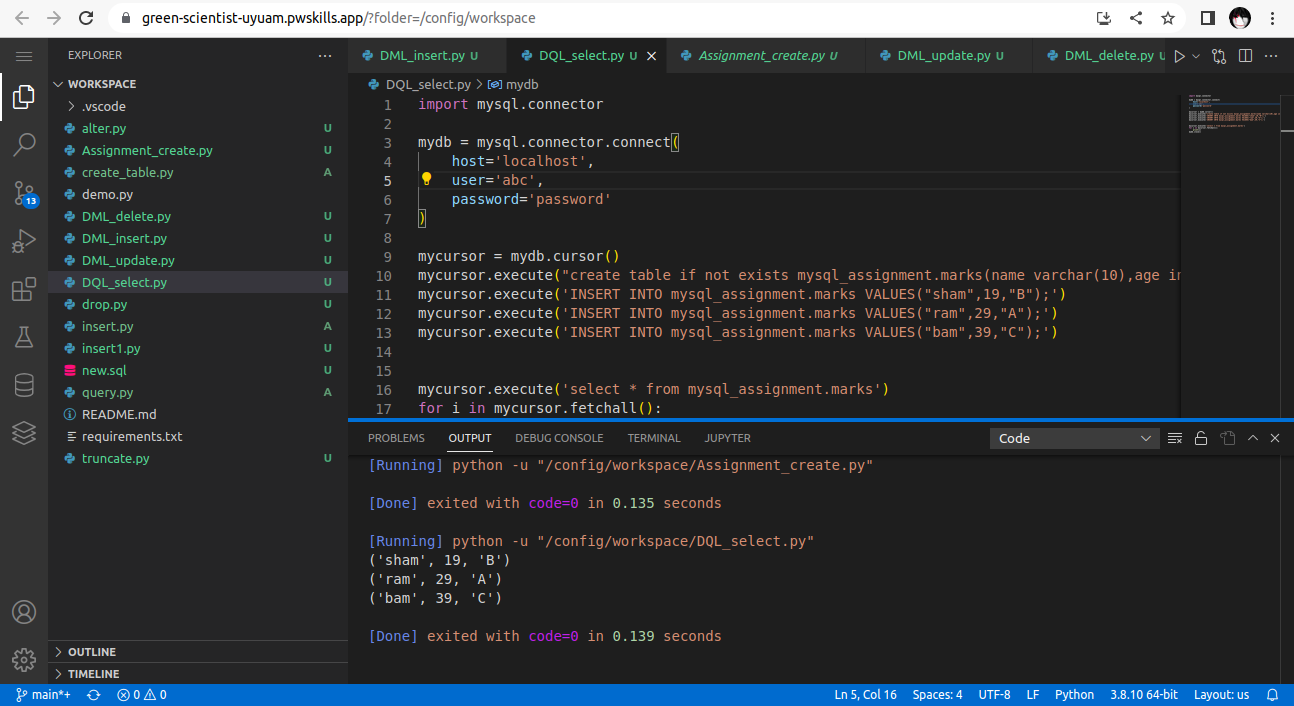 green-scientist-uyuam.pwskills.app/?folder=/config/workspace
EXPLORER
WORKSPACE
.vscode
alter.py U
Assignment_create.py U
create_table.py A
demo.py
DML_delete.py U
DML_insert.py U
DML_update.py U
DQL_select.py U
drop.py U
insert.py A
insert1.py U
new.sql U
query.py A
README.md
requirements.txt
truncate.py U
OUTLINE
TIMELINE
13
DML_insert.py U
DQL_select.py U
Assignment_create.py U
DML_update.py U
DML_delete.py U
DQL_select.py > mydb
1 import mysql.connector
2
3 mydb = mysql.connector.connect(
4     host='localhost',
5     user='abc',
6     password='password'
7 )
8
9 mycursor = mydb.cursor()
10 mycursor.execute("create table if not exists mysql_assignment.marks(name varchar(10),age in
11 mycursor.execute('INSERT INTO mysql_assignment.marks VALUES("sham",19,"B");')
12 mycursor.execute('INSERT INTO mysql_assignment.marks VALUES("ram",29,"A");')
13 mycursor.execute('INSERT INTO mysql_assignment.marks VALUES("bam",39,"C");')
14
15
16 mycursor.execute('select * from mysql_assignment.marks')
17 for i in mycursor.fetchall():
PROBLEMS OUTPUT DEBUG CONSOLE TERMINAL JUPYTER Code
[Running] python -u "/config/workspace/Assignment_create.py"
[Done] exited with code=0 in 0.135 seconds
[Running] python -u "/config/workspace/DQL_select.py"
('sham', 19, 'B')
('ram', 29, 'A')
('bam', 39, 'C')
[Done] exited with code=0 in 0.139 seconds
main*+ 0 0 Ln 5, Col 16 Spaces: 4 UTF-8 LF Python 3.8.10 64-bit Layout: us